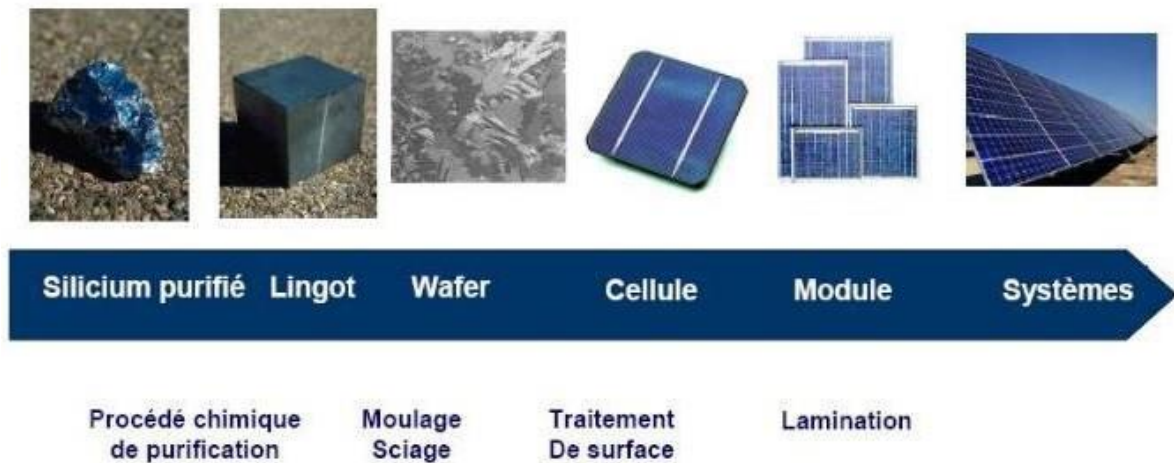 Silicium purifié Lingot Wafer Cellule Module Systèmes
Procédé chimique
de purification
Moulage
Sciage
Traitement
De surface
Lamination